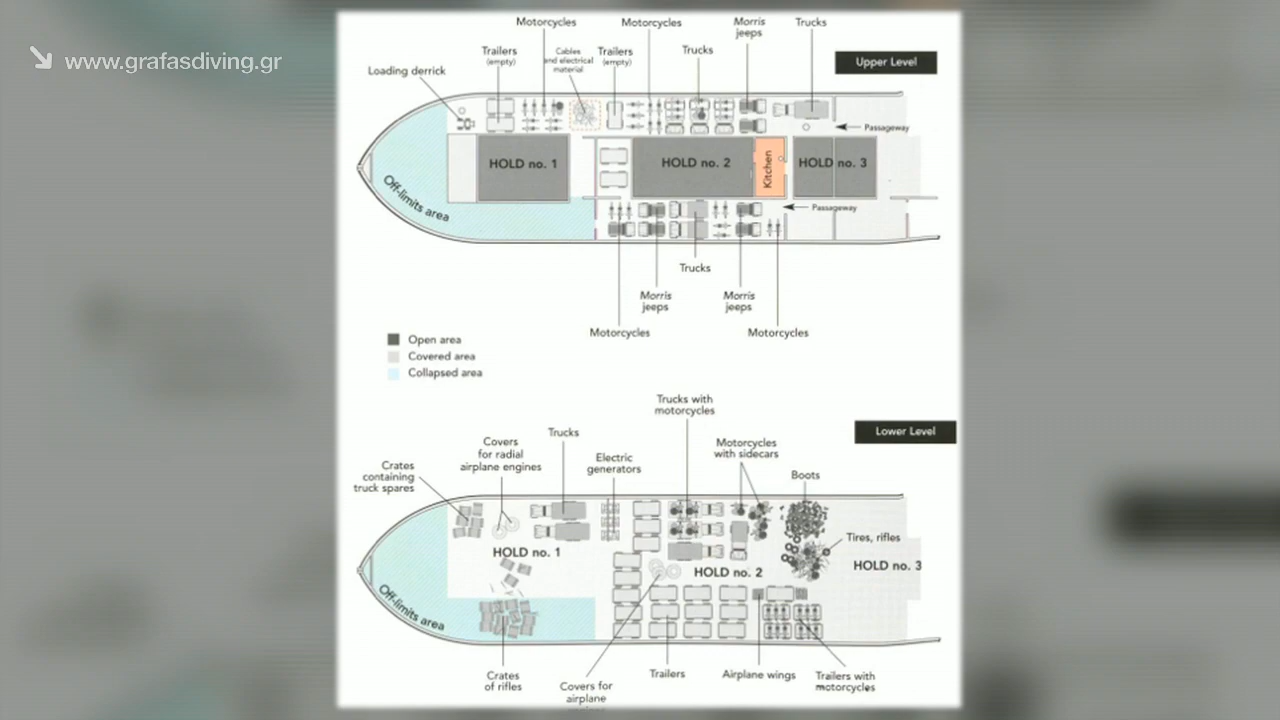 www.grafasdiving.gr
Motorcycles
Motorcycles
Morris
jeeps
Trucks
Trailers
(empty)
Cables
and electrical
material
Trailers
(empty)
Trucks
Upper Level
Loading derrick
Passageway
HOLD no. 1
HOLD no. 2
Kitchen
HOLD no. 3
Off-limits area
Passageway
Trucks
Morris
jeeps
Morris
jeeps
Motorcycles
Motorcycles
Open area
Covered area
Collapsed area
Trucks with
motorcycles
Lower Level
Trucks
Covers
for radial
airplane engines
Electric
generators
Motorcycles
with sidecars
Crates
containing
truck spares
Boots
Tires, rifles
HOLD no. 1
HOLD no. 2
HOLD no. 3
Off-limits area
Crates
of rifles
Covers for
airplane
Trailers
Airplane wings
Trailers with
motorcycles